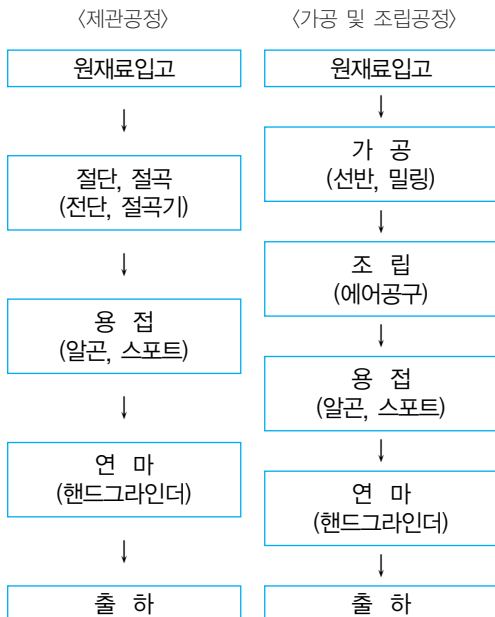 〈제관공정〉
원재료입고
↓
절단, 절곡
(전단, 절곡기)
↓
용 접
(알곤, 스포트)
↓
연 마
(핸드그라인더)
↓
출 하
〈가공 및 조립공정〉
원재료입고
↓
가 공
(선반, 밀링)
↓
조 립
(에어공구)
↓
용 접
(알곤, 스포트)
↓
연 마
(핸드그라인더)
↓
출 하